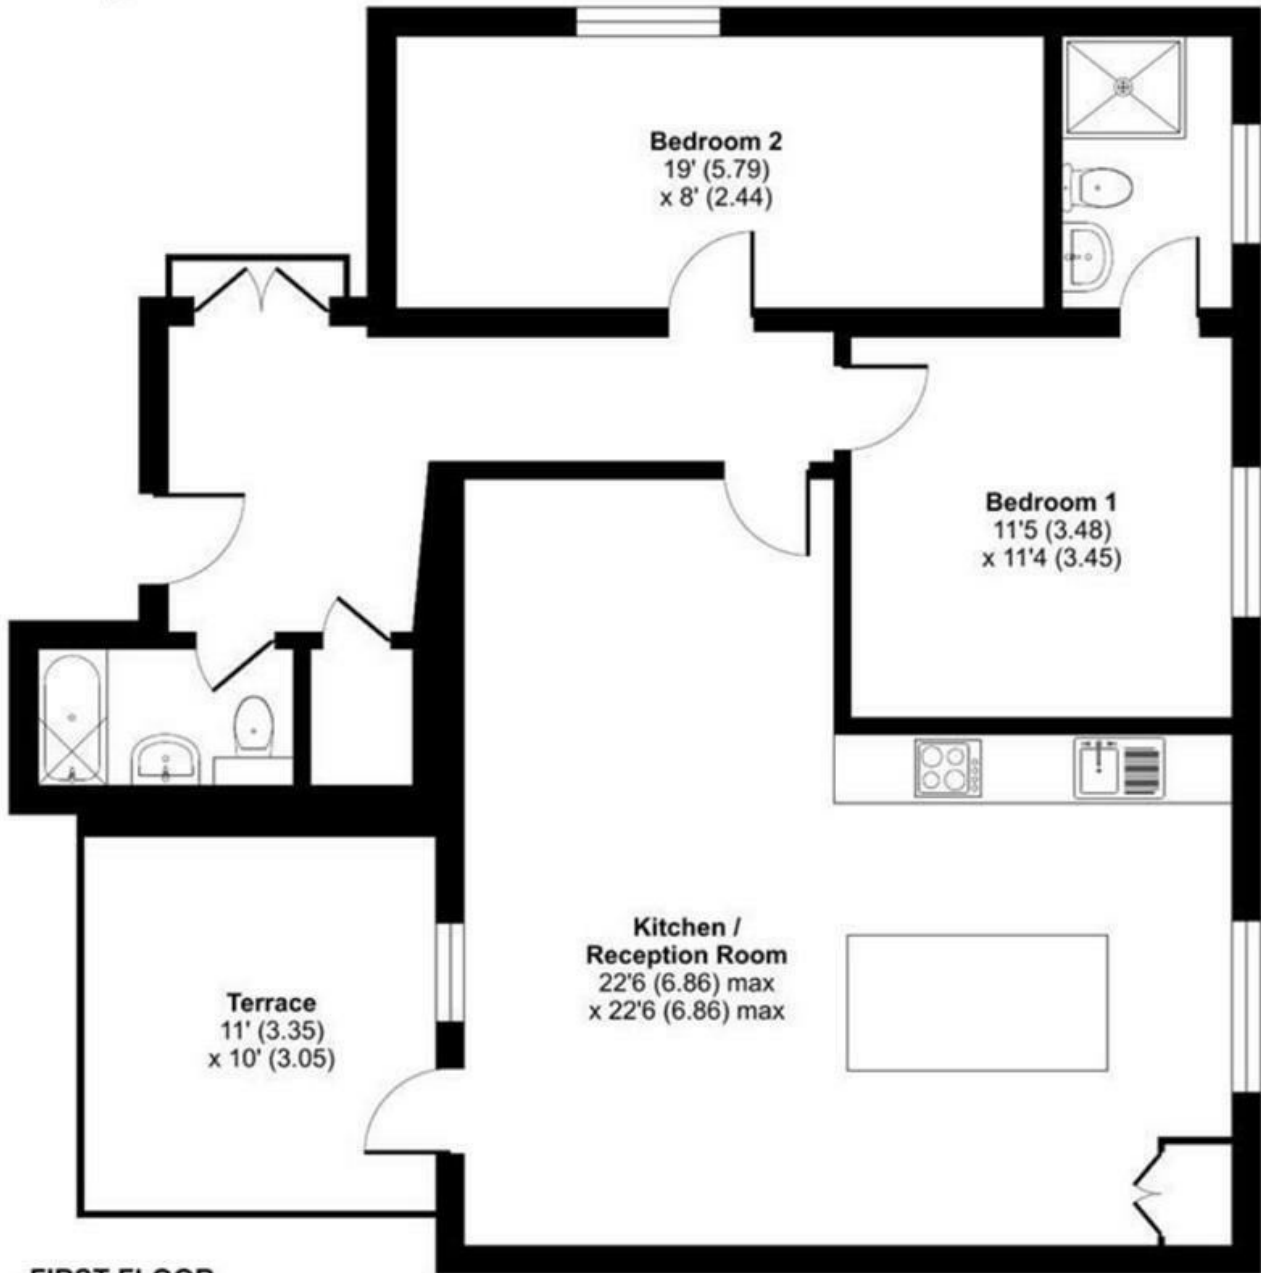 Bedroom 2
19' (5.79)
x 8' (2.44)
Bedroom 1
11'5 (3.48)
x 11'4 (3.45)
Kitchen /
Reception Room
22'6 (6.86) max
x 22'6 (6.86) max
Terrace
11' (3.35)
x 10' (3.05)
FIRST FLOOR